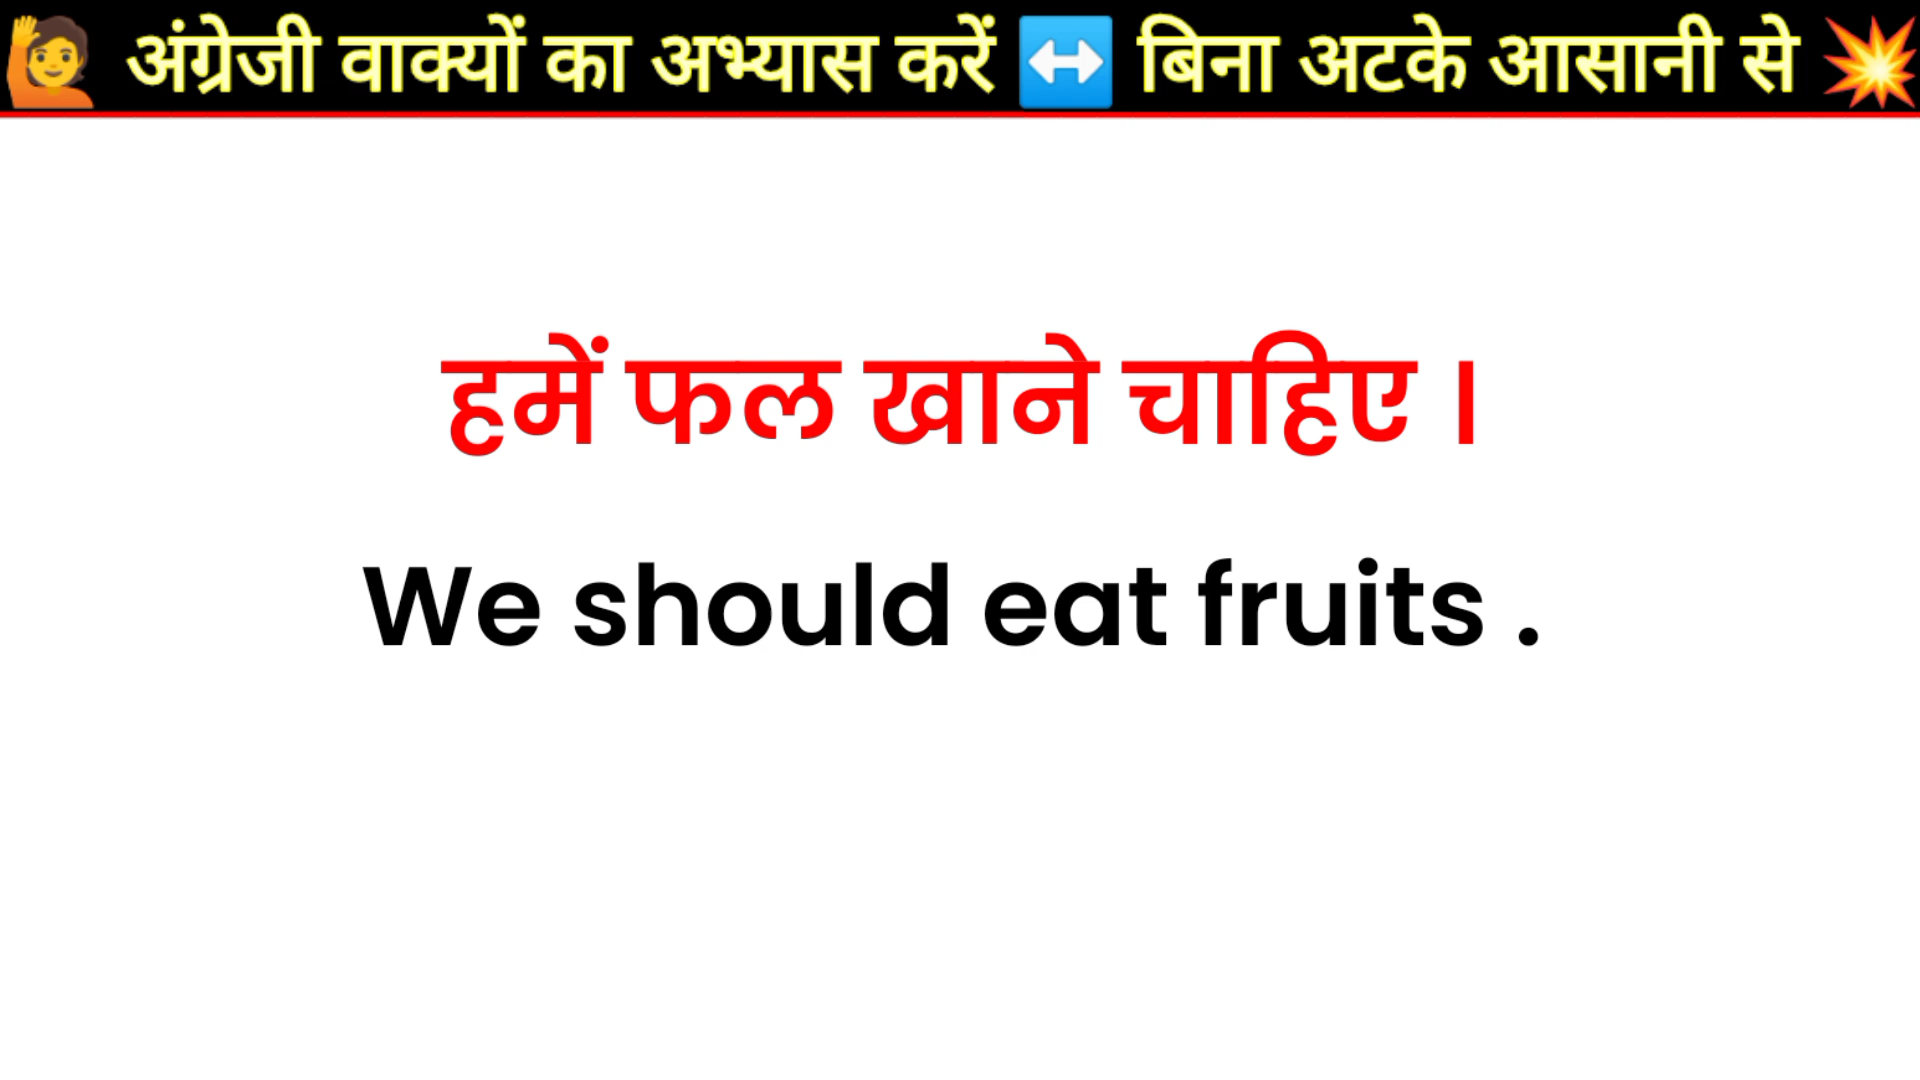 🙋 अंग्रेजी वाक्यों का अभ्यास करें ↔️ बिना अटके आसानी से 💥
हमें फल खाने चाहिए ।
We should eat fruits .